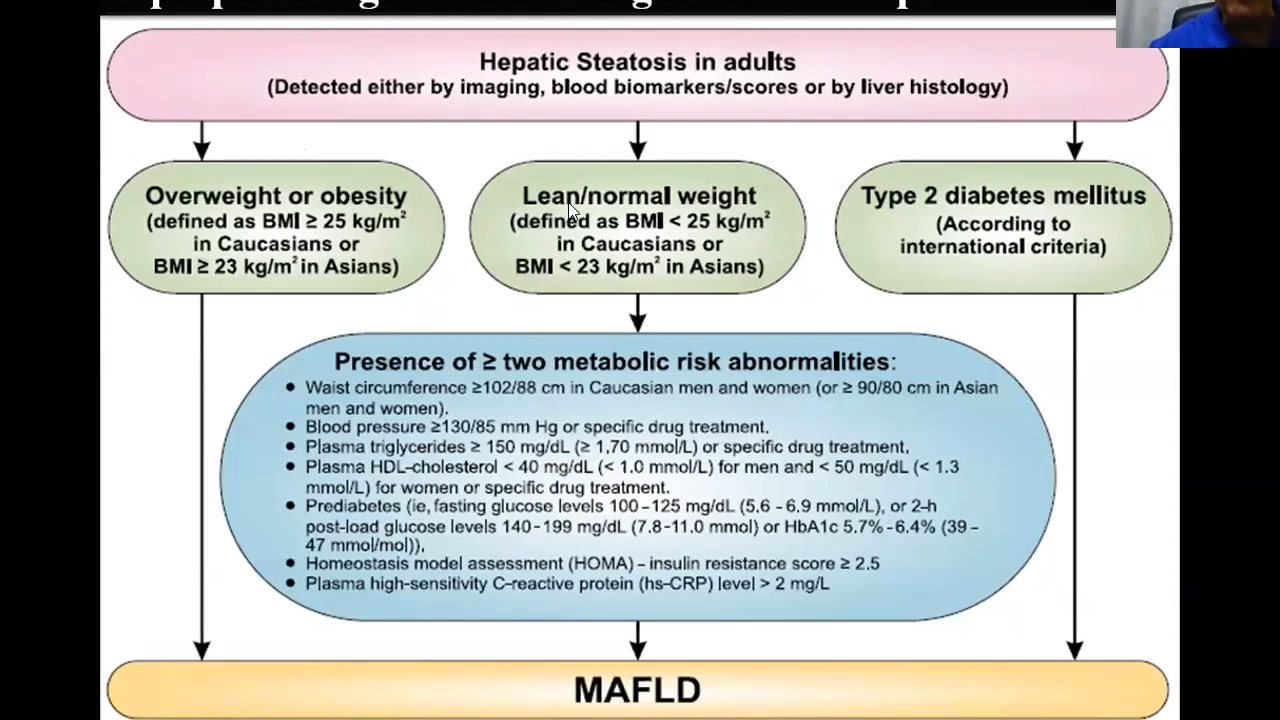 Hepatic Steatosis in adults
(Detected either by imaging, blood biomarkers/scores or by liver histology)
Overweight or obesity
(defined as BMI ≥ 25 kg/m²
in Caucasians or
BMI ≥ 23 kg/m² in Asians)
Lean/normal weight
(defined as BMI < 25 kg/m²
in Caucasians or
BMI < 23 kg/m² in Asians)
Type 2 diabetes mellitus
(According to
international criteria)
Presence of ≥ two metabolic risk abnormalities:
• Waist circumference ≥102/88 cm in Caucasian men and women (or ≥ 90/80 cm in Asian
men and women).
• Blood pressure ≥130/85 mm Hg or specific drug treatment.
• Plasma triglycerides ≥ 150 mg/dL (≥ 1.70 mmol/L) or specific drug treatment.
• Plasma HDL-cholesterol < 40 mg/dL (< 1.0 mmol/L) for men and < 50 mg/dL (< 1.3
mmol/L) for women or specific drug treatment.
• Prediabetes (ie, fasting glucose levels 100-125 mg/dL (5.6 - 6.9 mmol/L), or 2-h
post-load glucose levels 140-199 mg/dL (7.8-11.0 mmol) or HbA1c 5.7% - 6.4% (39 -
47 mmol/mol)).
• Homeostasis model assessment (HOMA) - insulin resistance score ≥ 2.5
• Plasma high-sensitivity C-reactive protein (hs-CRP) level > 2 mg/L
MAFLD